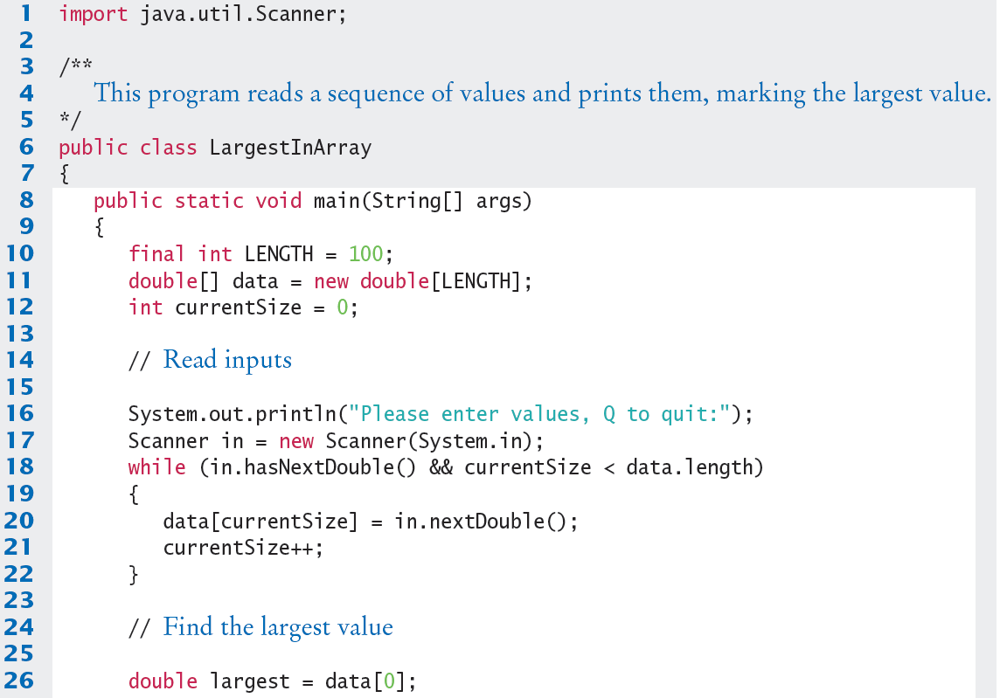 1 import java.util.Scanner;
2
3 /**
4 This program reads a sequence of values and prints them, marking the largest value.
5 */
6 public class LargestInArray
7 {
8 public static void main(String[] args)
9 {
10 final int LENGTH = 100;
11 double[] data = new double[LENGTH];
12 int currentSize = 0;
13
14 // Read inputs
15
16 System.out.println("Please enter values, Q to quit:");
17 Scanner in = new Scanner(System.in);
18 while (in.hasNextDouble() && currentSize < data.length)
19 {
20 data[currentSize] = in.nextDouble();
21 currentSize++;
22 }
23
24 // Find the largest value
25
26 double largest = data[0];